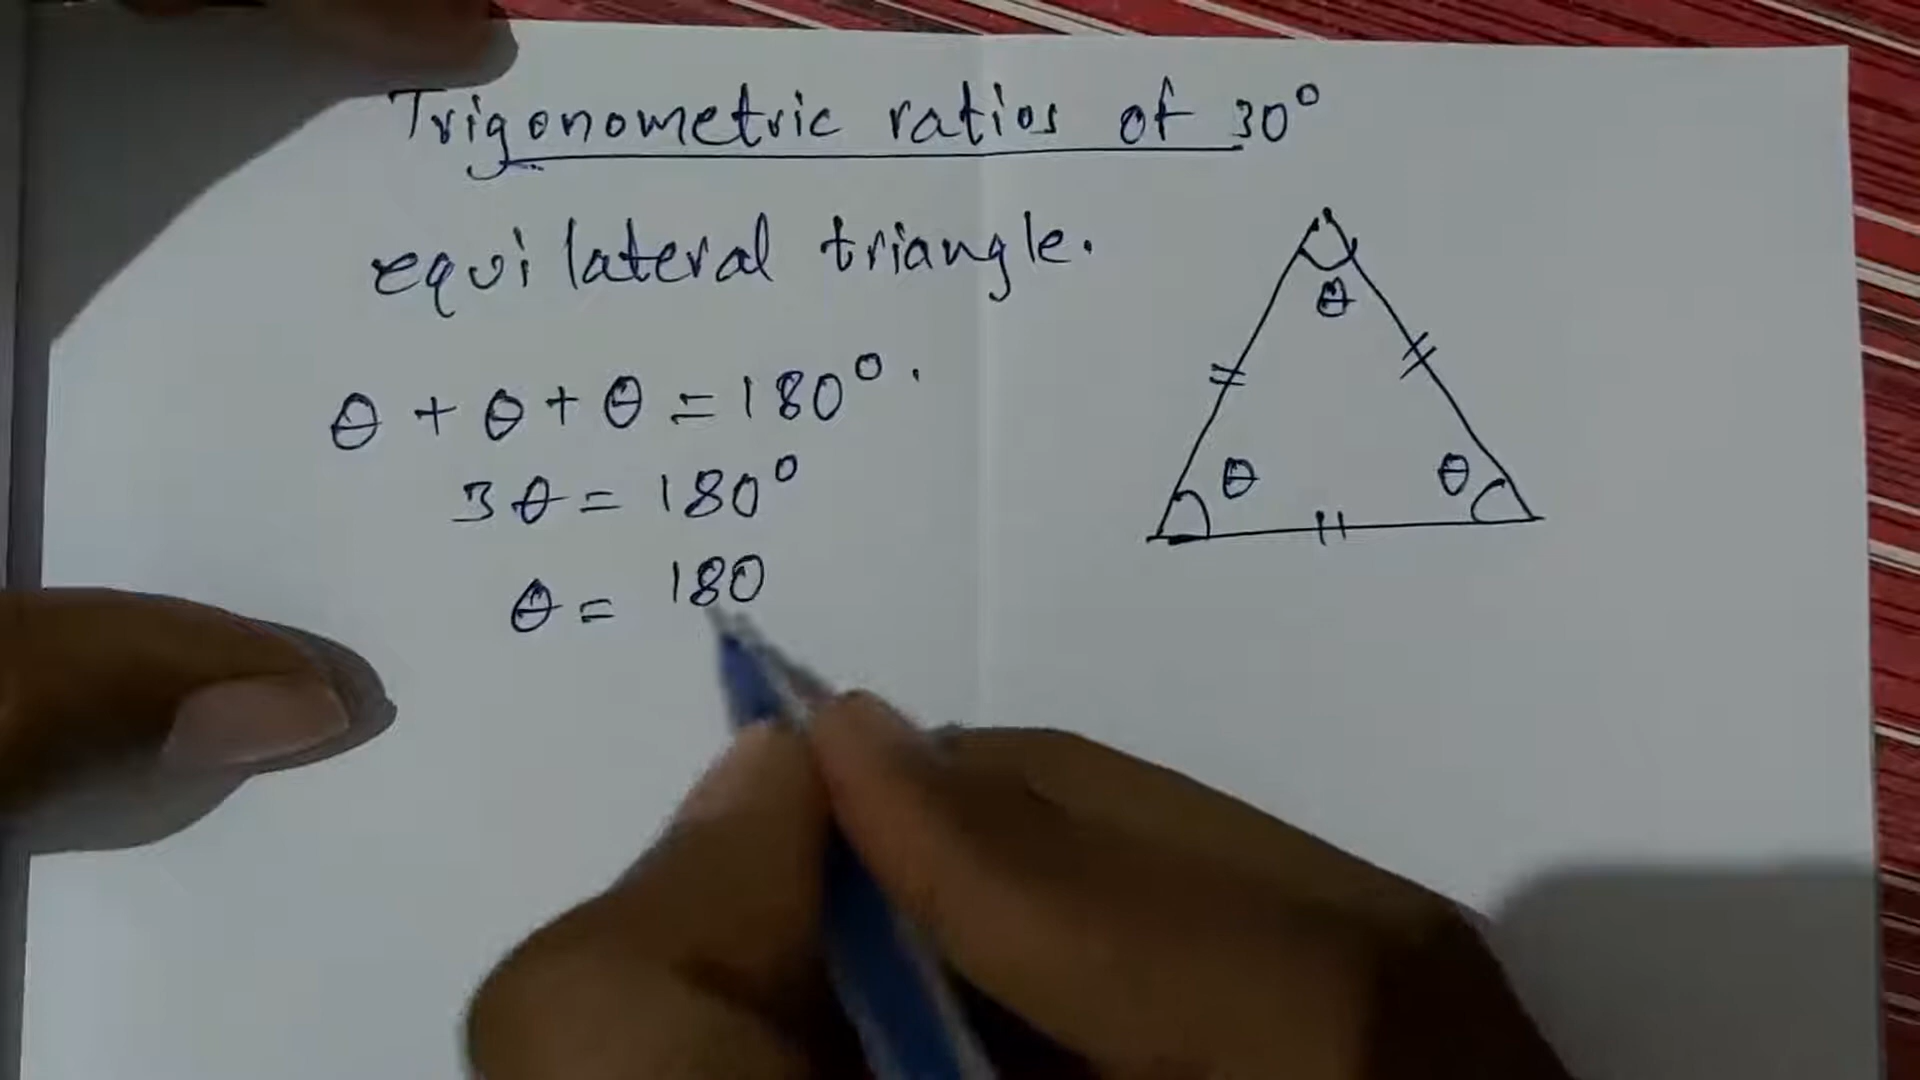 Trigonometric ratios of 30°
equilateral triangle.
θ + θ + θ = 180°.
3θ = 180°
θ = 180
θ
θ θ